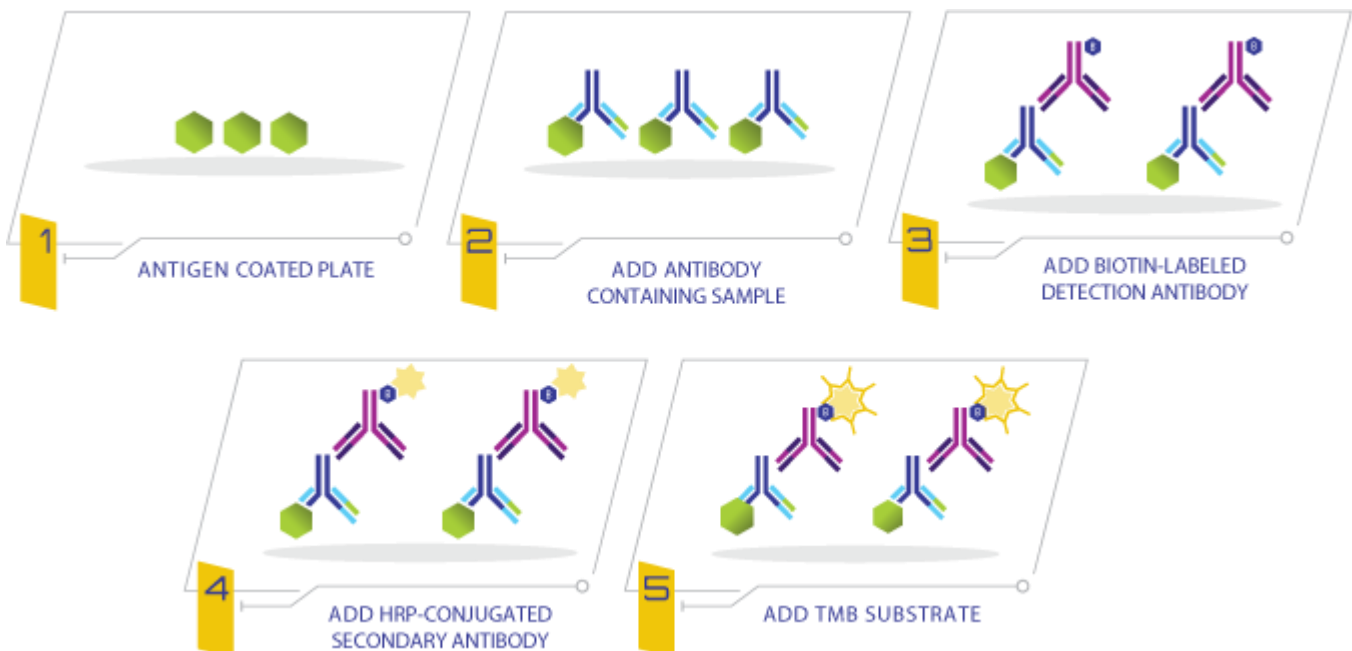 1
ANTIGEN COATED PLATE
2
ADD ANTIBODY
CONTAINING SAMPLE
B
B
3
ADD BIOTIN-LABELED
DETECTION ANTIBODY
B
B
4
ADD HRP-CONJUGATED
SECONDARY ANTIBODY
B
B
5
ADD TMB SUBSTRATE